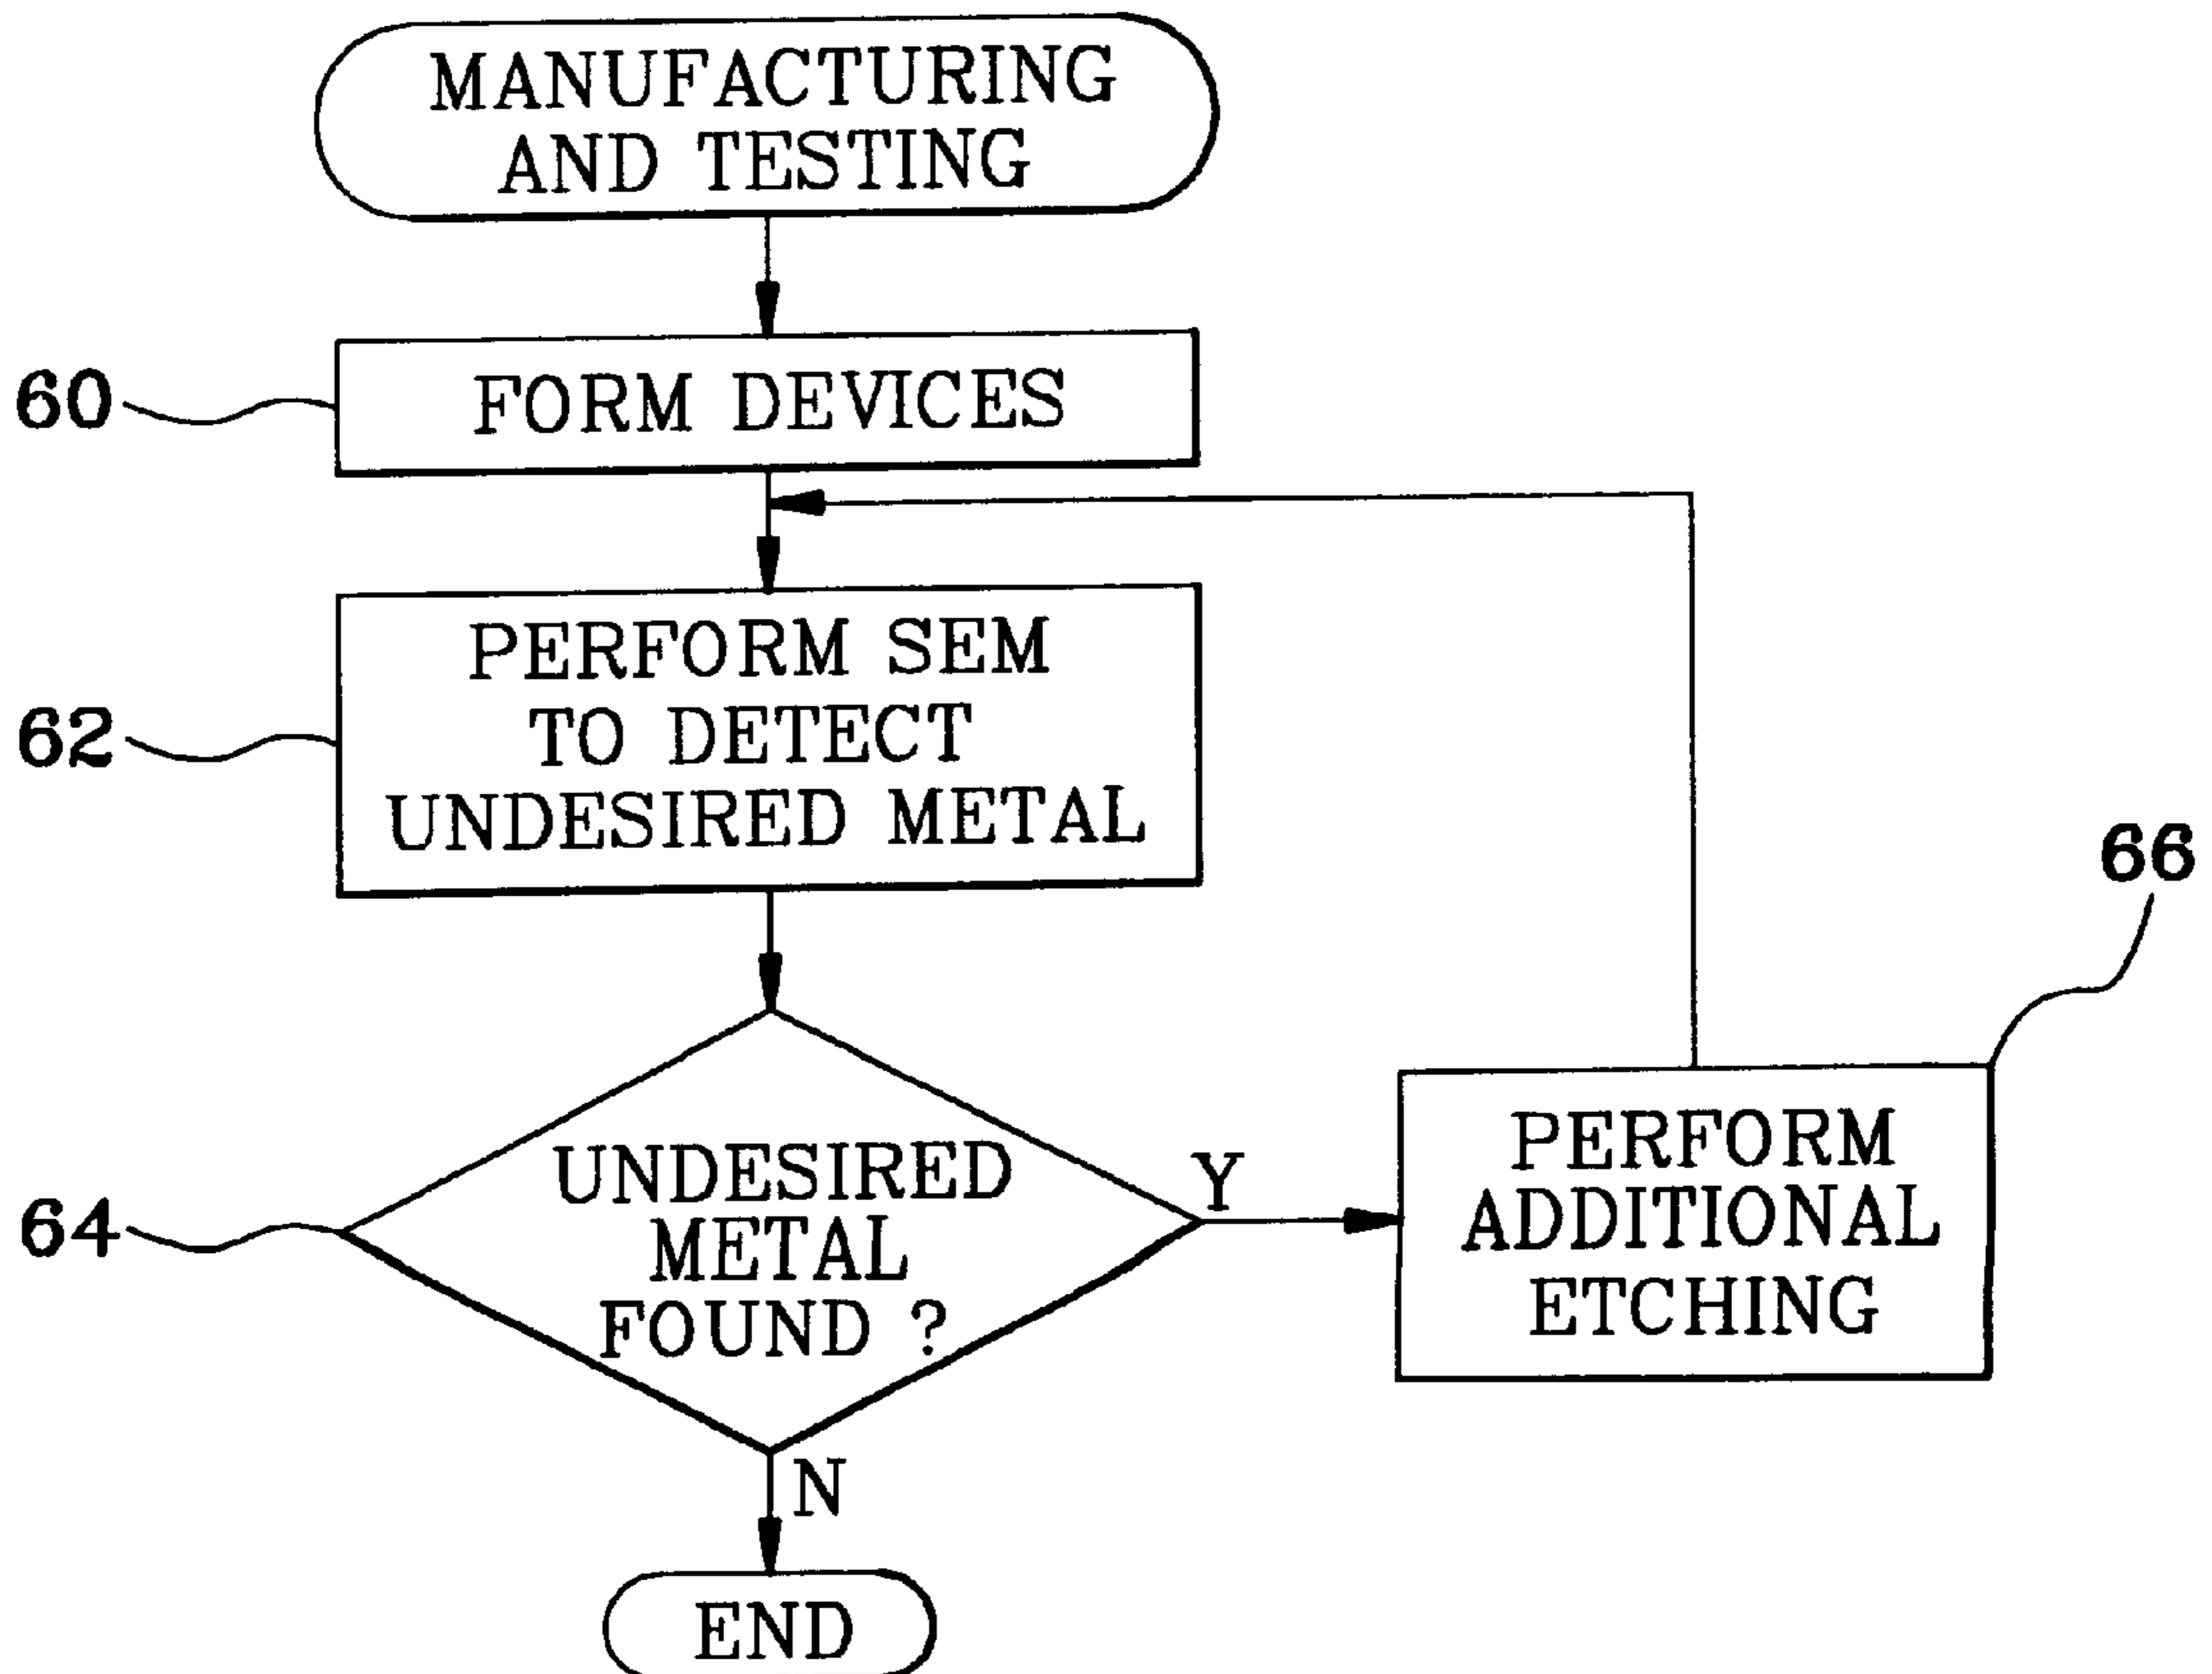 MANUFACTURING
AND TESTING
60
FORM DEVICES
62
PERFORM SEM
TO DETECT
UNDESIRED METAL
66
64
UNDESIRED
METAL
FOUND ?
Y
PERFORM
ADDITIONAL
ETCHING
N
END